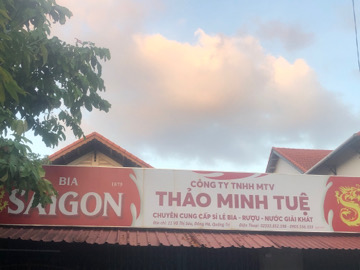 BIA
SAIGON
CÔNG TY TNHH MTV
THẢO MINH TUỆ
CHUYÊN CUNG CẤP SỈ LẺ BIA - RƯỢU - NƯỚC GIẢI KHÁT